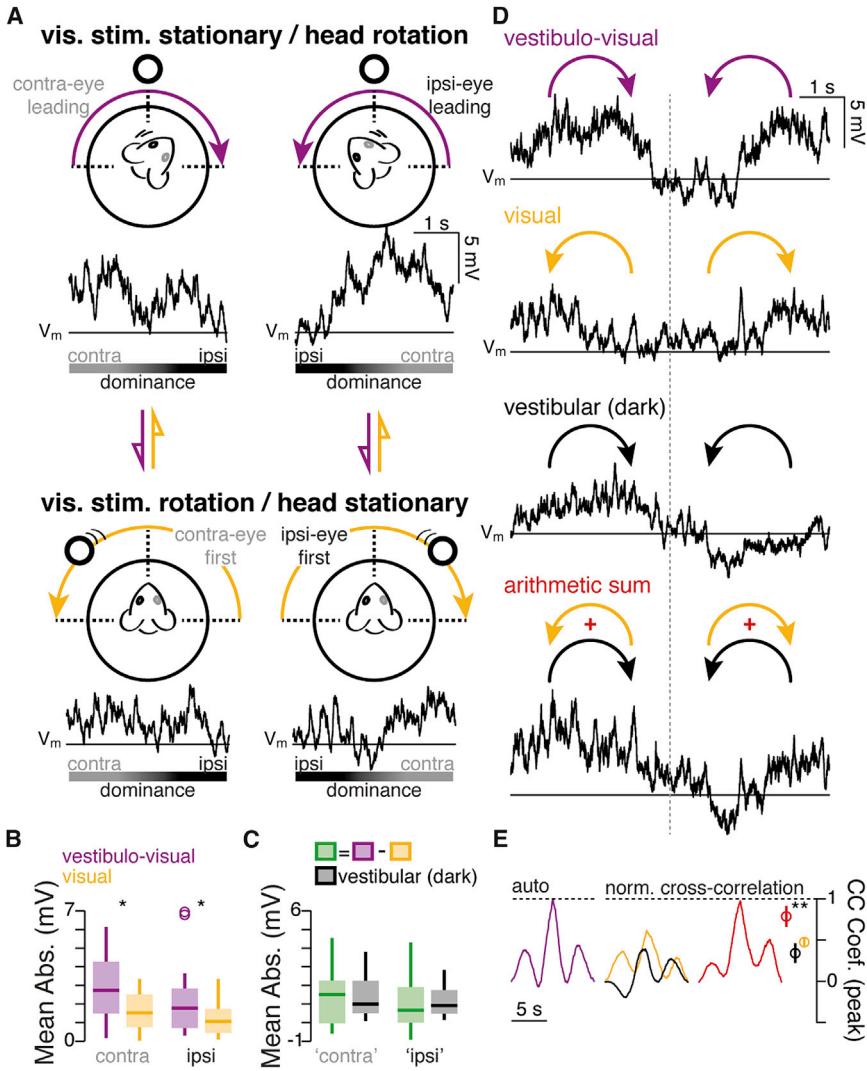 A
vis. stim. stationary / head rotation
contra-eye
leading
ipsi-eye
leading
1 s
5 mV
Vm
Vm
contra
ipsi
dominance
ipsi
contra
dominance
vis. stim. rotation / head stationary
contra-eye
first
ipsi-eye
first
Vm
Vm
contra
ipsi
dominance
ipsi
contra
dominance
B
vestibulo-visual
visual
*
*
Mean Abs. (mV)
7
0
contra
ipsi
C
= -
vestibular (dark)
Mean Abs. (mV)
6
-1
'contra'
'ipsi'
D
vestibulo-visual
1 s
5 mV
Vm
visual
Vm
vestibular (dark)
Vm
arithmetic sum
+
+
E
auto
norm. cross-correlation
**
1
0
CC Coef.
(peak)
5 s